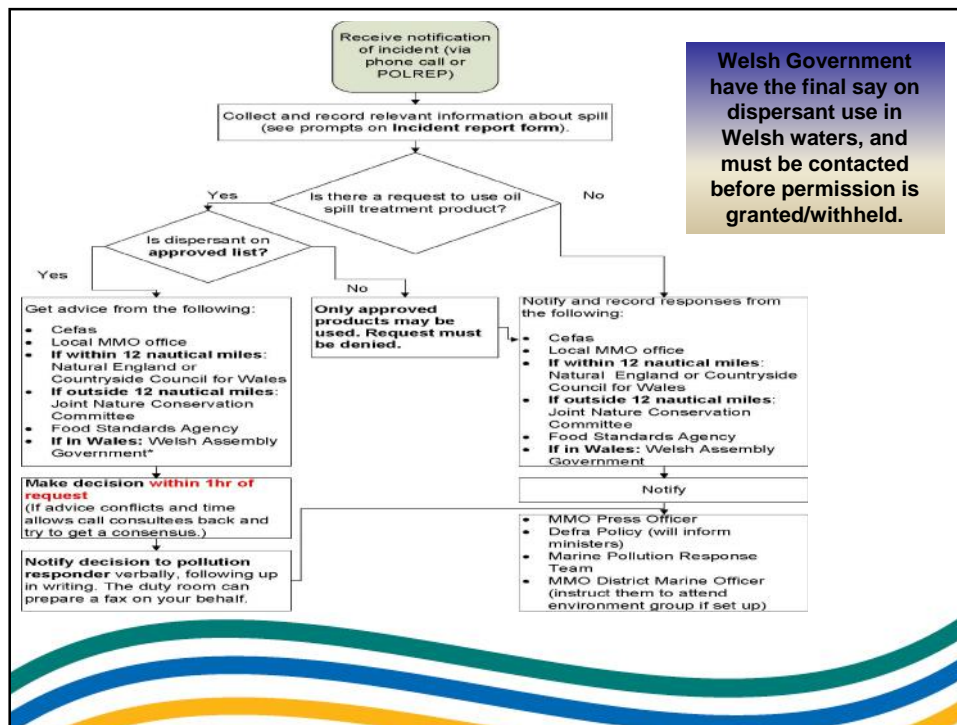 Receive notification
of incident (via
phone call or
POLREP)
Welsh Government
have the final say on
dispersant use in
Welsh waters, and
must be contacted
before permission is
granted/withheld.
Collect and record relevant information about spill
(see prompts on Incident report form).
Yes
Is there a request to use oil
spill treatment product?
No
Is dispersant on
approved list?
Yes
No
Get advice from the following:
• Cefas
• Local MMO office
• If within 12 nautical miles:
Natural England or
Countryside Council for Wales
• If outside 12 nautical miles:
Joint Nature Conservation
Committee
• Food Standards Agency
• If in Wales: Welsh Assembly
Government*
Only approved
products may be
used. Request must
be denied.
Notify and record responses from
the following:
• Cefas
• Local MMO office
• If within 12 nautical miles:
Natural England or Countryside
Council for Wales
• If outside 12 nautical miles:
Joint Nature Conservation
Committee
• Food Standards Agency
• If in Wales: Welsh Assembly
Government
Make decision within 1hr of
request
(If advice conflicts and time
allows call consultees back and
try to get a consensus.)
Notify
Notify decision to pollution
responder verbally, following up
in writing. The duty room can
prepare a fax on your behalf.
• MMO Press Officer
• Defra Policy (will inform
ministers)
• Marine Pollution Response
Team
• MMO District Marine Officer
(instruct them to attend
environment group if set up)